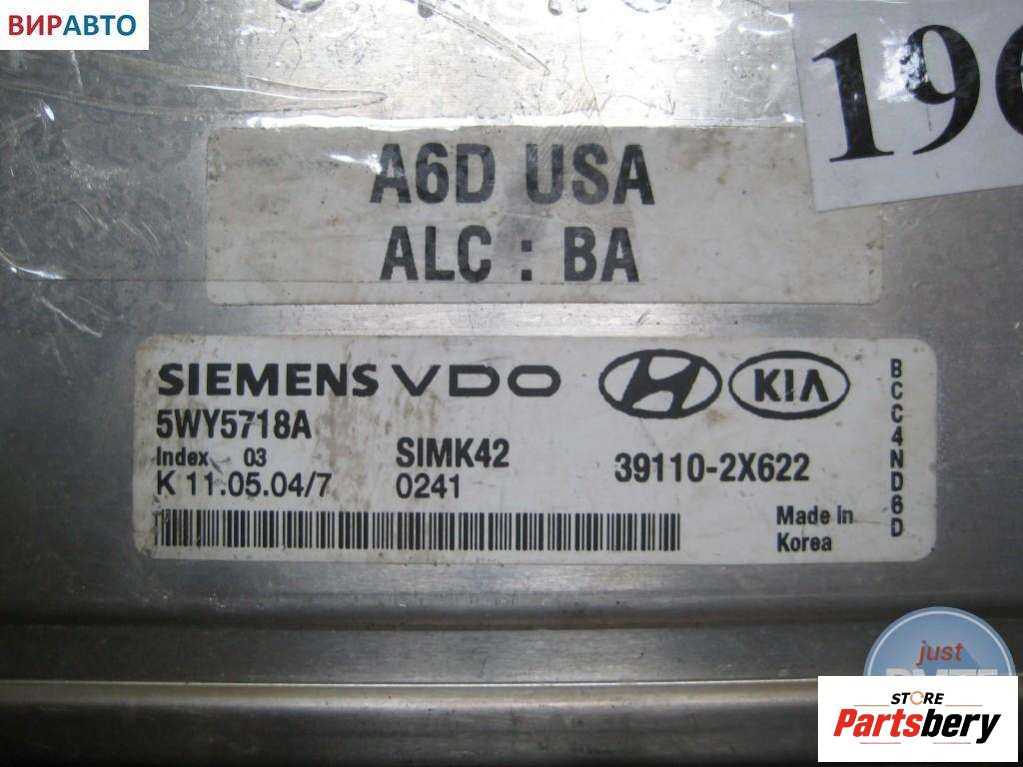 ВИРАВТО
A6D USA
ALC : BA
SIEMENS VDO KIA
5WY5718A
Index 03 SIMK42 39110-2X622
K 11.05.04/7 0241
Made in
Korea
BCC4ND6D
just
STORE
Partsbery